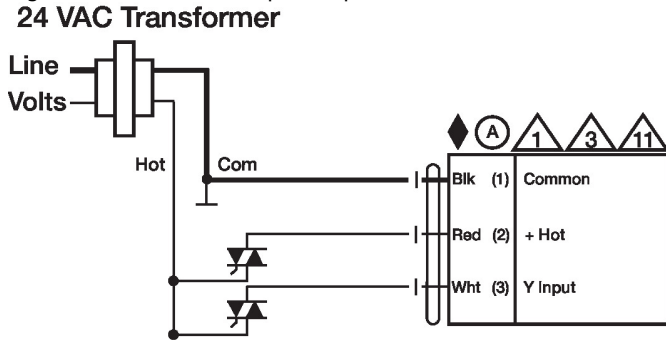 24 VAC Transformer
Line
Volts
Hot
Com
A 1 3 11
Blk (1) Common
Red (2) + Hot
Wht (3) Y Input